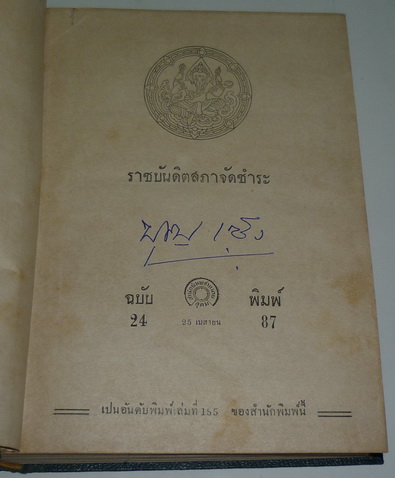 ราชบัณฑิตสภาจัดชำระ
ฉบับ พิมพ์
24 25 เมสายน 87
เปนอันดับพิมพ์เล่มที่ 155 ของสำนักพิมพ์นี้